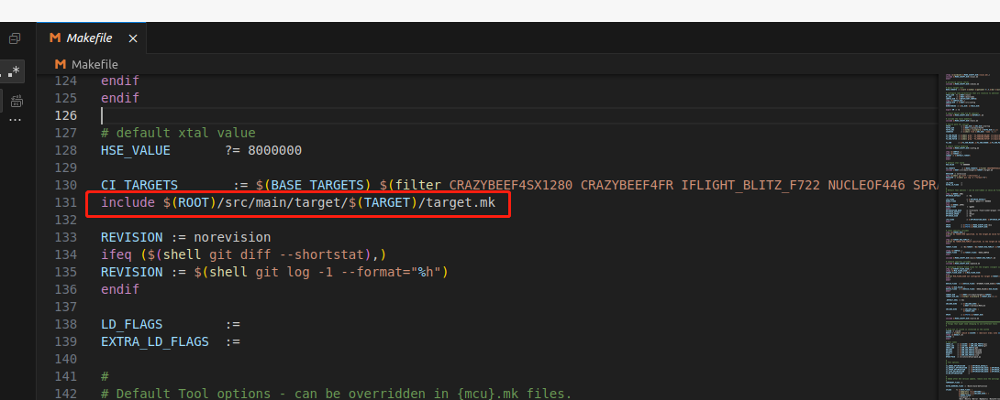 Makefile
Makefile
124 endif
125 endif
126
127 # default xtal value
128 HSE_VALUE ?= 8000000
129
130 CI_TARGETS := $(BASE_TARGETS) $(filter CRAZYBEEF4SX1280 CRAZYBEEF4FR IFLIGHT_BLITZ_F722 NUCLEOF446 SPRA
131 include $(ROOT)/src/main/target/$(TARGET)/target.mk
132
133 REVISION := norevision
134 ifeq ($(shell git diff --shortstat),)
135 REVISION := $(shell git log -1 --format="%h")
136 endif
137
138 LD_FLAGS :=
139 EXTRA_LD_FLAGS :=
140
141 #
142 # Default Tool options - can be overridden in {mcu}.mk files.